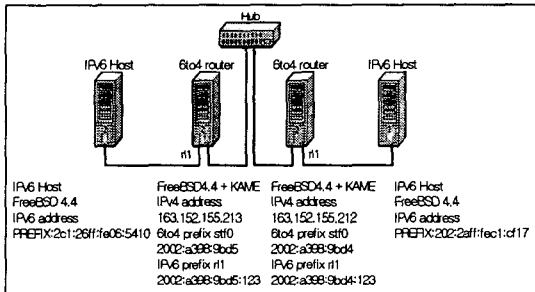 Hub
IPv6 Host
6to4 router
6to4 router
IPv6 Host
rl1
rl1
IPv6 Host
FreeBSD 4.4
IPv6 address
PREFIX:2c1:26ff:fe06:5410
FreeBSD4.4 + KAME
IPv4 address
163.152.155.213
6to4 prefix stf0
2002:a398:9bd5
IPv6 prefix rl1
2002:a398:9bd5:123
FreeBSD4.4 + KAME
IPv4 address
163.152.155.212
6to4 prefix stf0
2002:a398:9bd4
IPv6 prefix rl1
2002:a398:9bd4:123
IPv6 Host
FreeBSD 4.4
IPv6 address
PREFIX:202:2aff:fec1:cf17